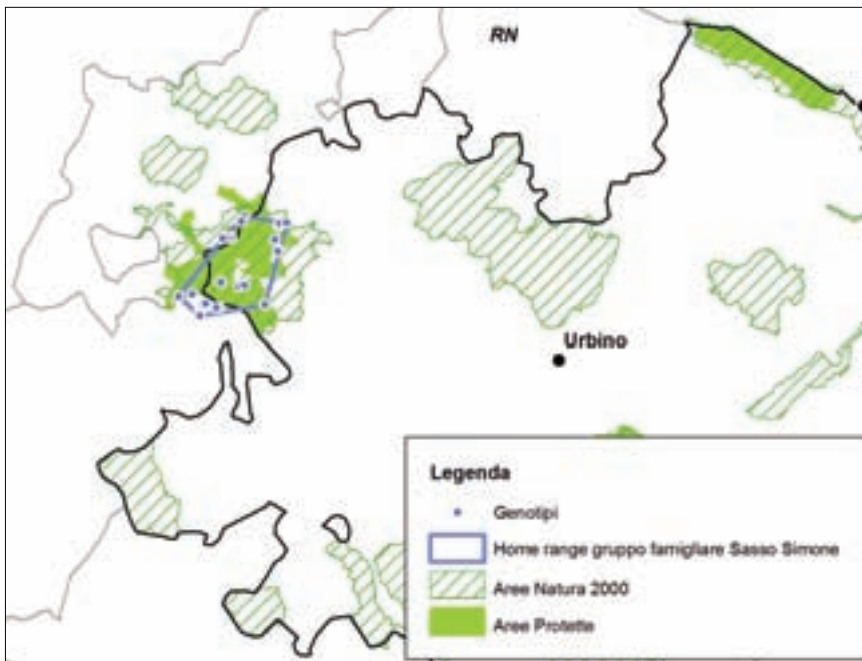 RN
Urbino
Legenda
Genotipi
Home range gruppo famigliare Sasso Simone
Aree Natura 2000
Aree Protette